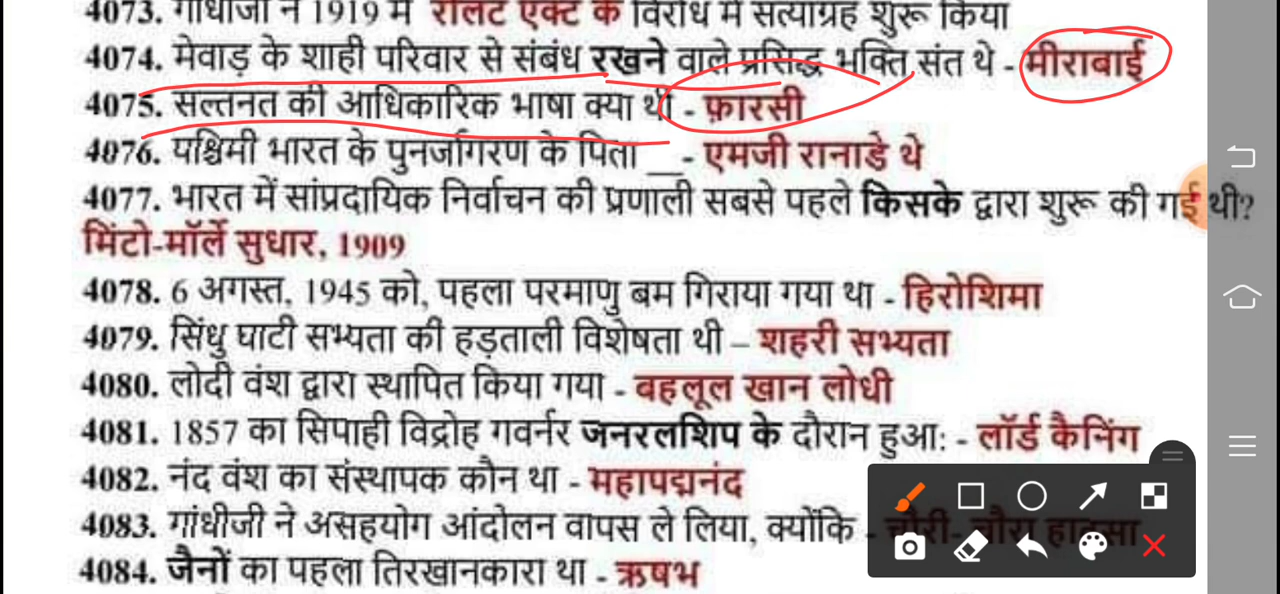 4073. गांधीजी ने 1919 में रौलट एक्ट के विरोध में सत्याग्रह शुरू किया
4074. मेवाड़ के शाही परिवार से संबंध रखने वाले प्रसिद्ध भक्ति संत थे - मीराबाई
4075. सल्तनत की आधिकारिक भाषा क्या थी - फ़ारसी
4076. पश्चिमी भारत के पुनर्जागरण के पिता __- एमजी रानाडे थे
4077. भारत में सांप्रदायिक निर्वाचन की प्रणाली सबसे पहले किसके द्वारा शुरू की गई थी?
मिंटो-मॉर्ले सुधार, 1909
4078. 6 अगस्त, 1945 को, पहला परमाणु बम गिराया गया था - हिरोशिमा
4079. सिंधु घाटी सभ्यता की हड़ताली विशेषता थी – शहरी सभ्यता
4080. लोदी वंश द्वारा स्थापित किया गया - वहलूल खान लोधी
4081. 1857 का सिपाही विद्रोह गवर्नर जनरलशिप के दौरान हुआ: - लॉर्ड कैनिंग
4082. नंद वंश का संस्थापक कौन था - महापद्मनंद
4083. गांधीजी ने असहयोग आंदोलन वापस ले लिया, क्योंकि - चौरी- चौरा हादसा
4084. जैनों का पहला तिरखानकारा था - ऋषभ